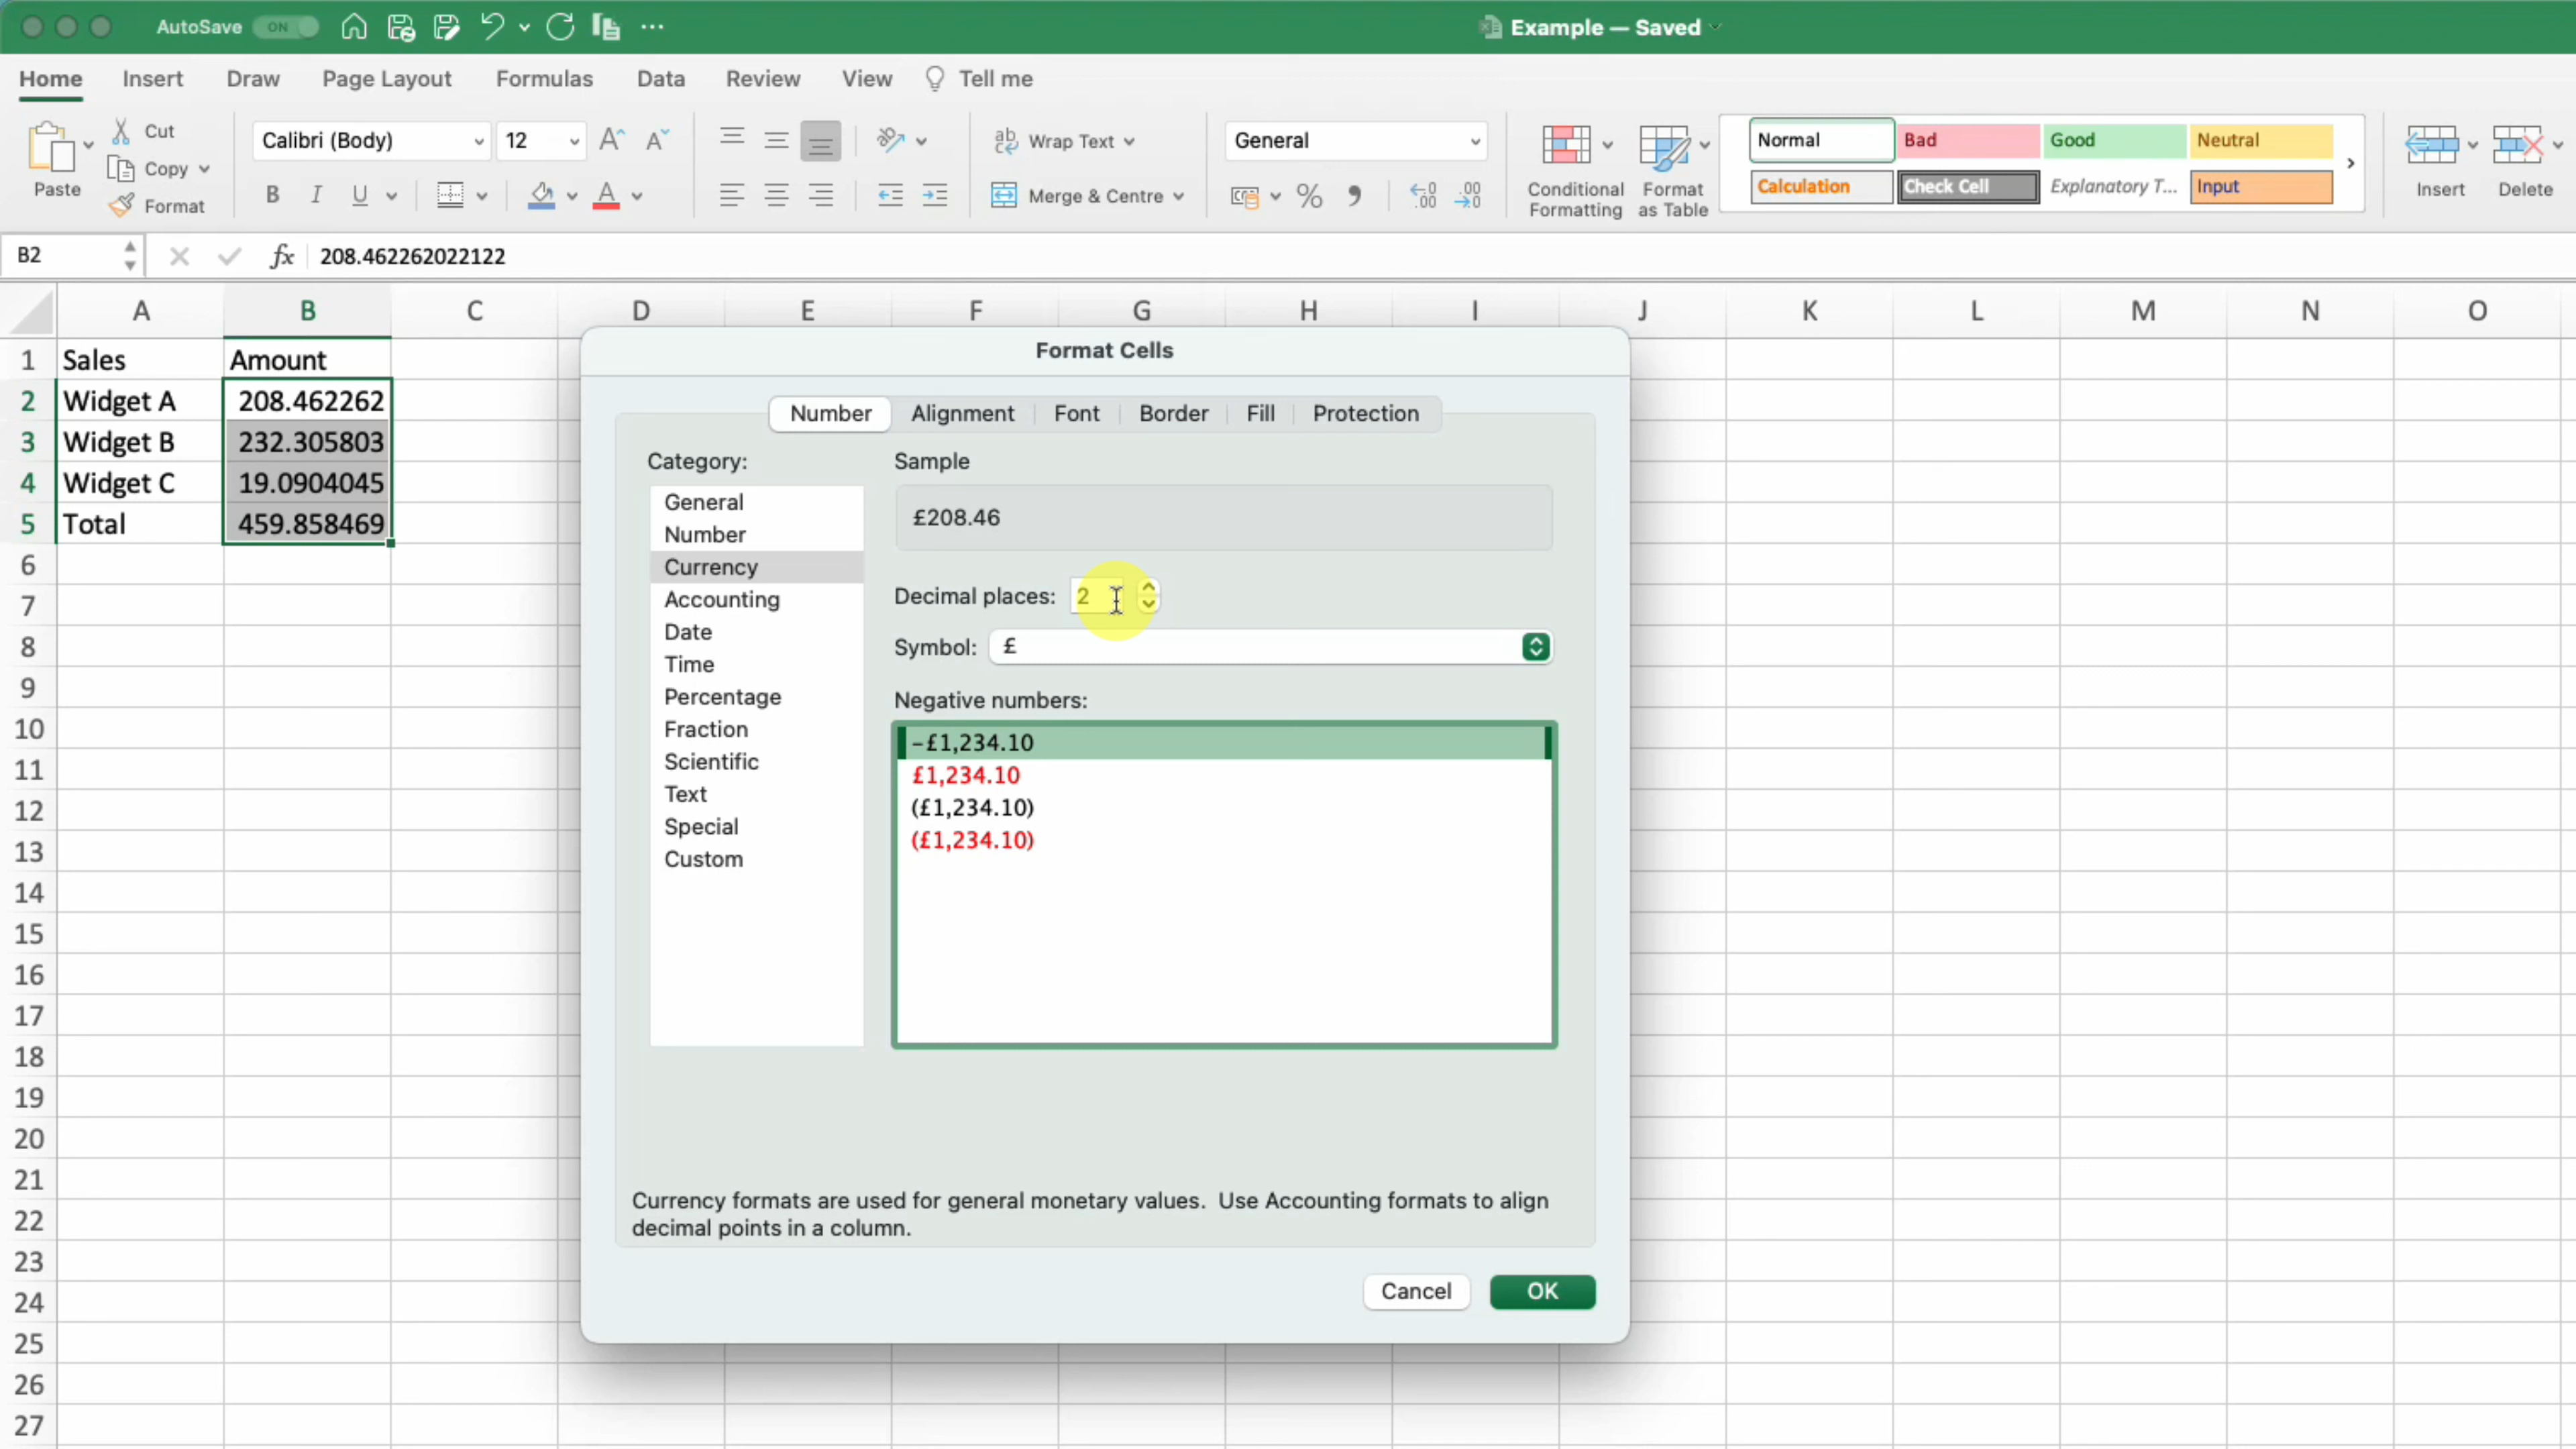 AutoSave ON
Example — Saved
Home Insert Draw Page Layout Formulas Data Review View Tell me
Paste
Cut
Copy
Format
Calibri (Body) 12
B I U
Wrap Text
Merge & Centre
General
Conditional Formatting
Format as Table
Normal Bad Good Neutral
Calculation Check Cell Explanatory T... Input
Insert Delete
B2 fx 208.462262022122
A B C D E F G H I J K L M N O
1 Sales Amount
2 Widget A 208.462262
3 Widget B 232.305803
4 Widget C 19.0904045
5 Total 459.858469
6
7
8
9
10
11
12
13
14
15
16
17
18
19
20
21
22
23
24
25
26
27
Format Cells
Number Alignment Font Border Fill Protection
Category:
General
Number
Currency
Accounting
Date
Time
Percentage
Fraction
Scientific
Text
Special
Custom
Sample
£208.46
Decimal places: 2
Symbol: £
Negative numbers:
-£1,234.10
£1,234.10
(£1,234.10)
(£1,234.10)
Currency formats are used for general monetary values. Use Accounting formats to align
decimal points in a column.
Cancel OK